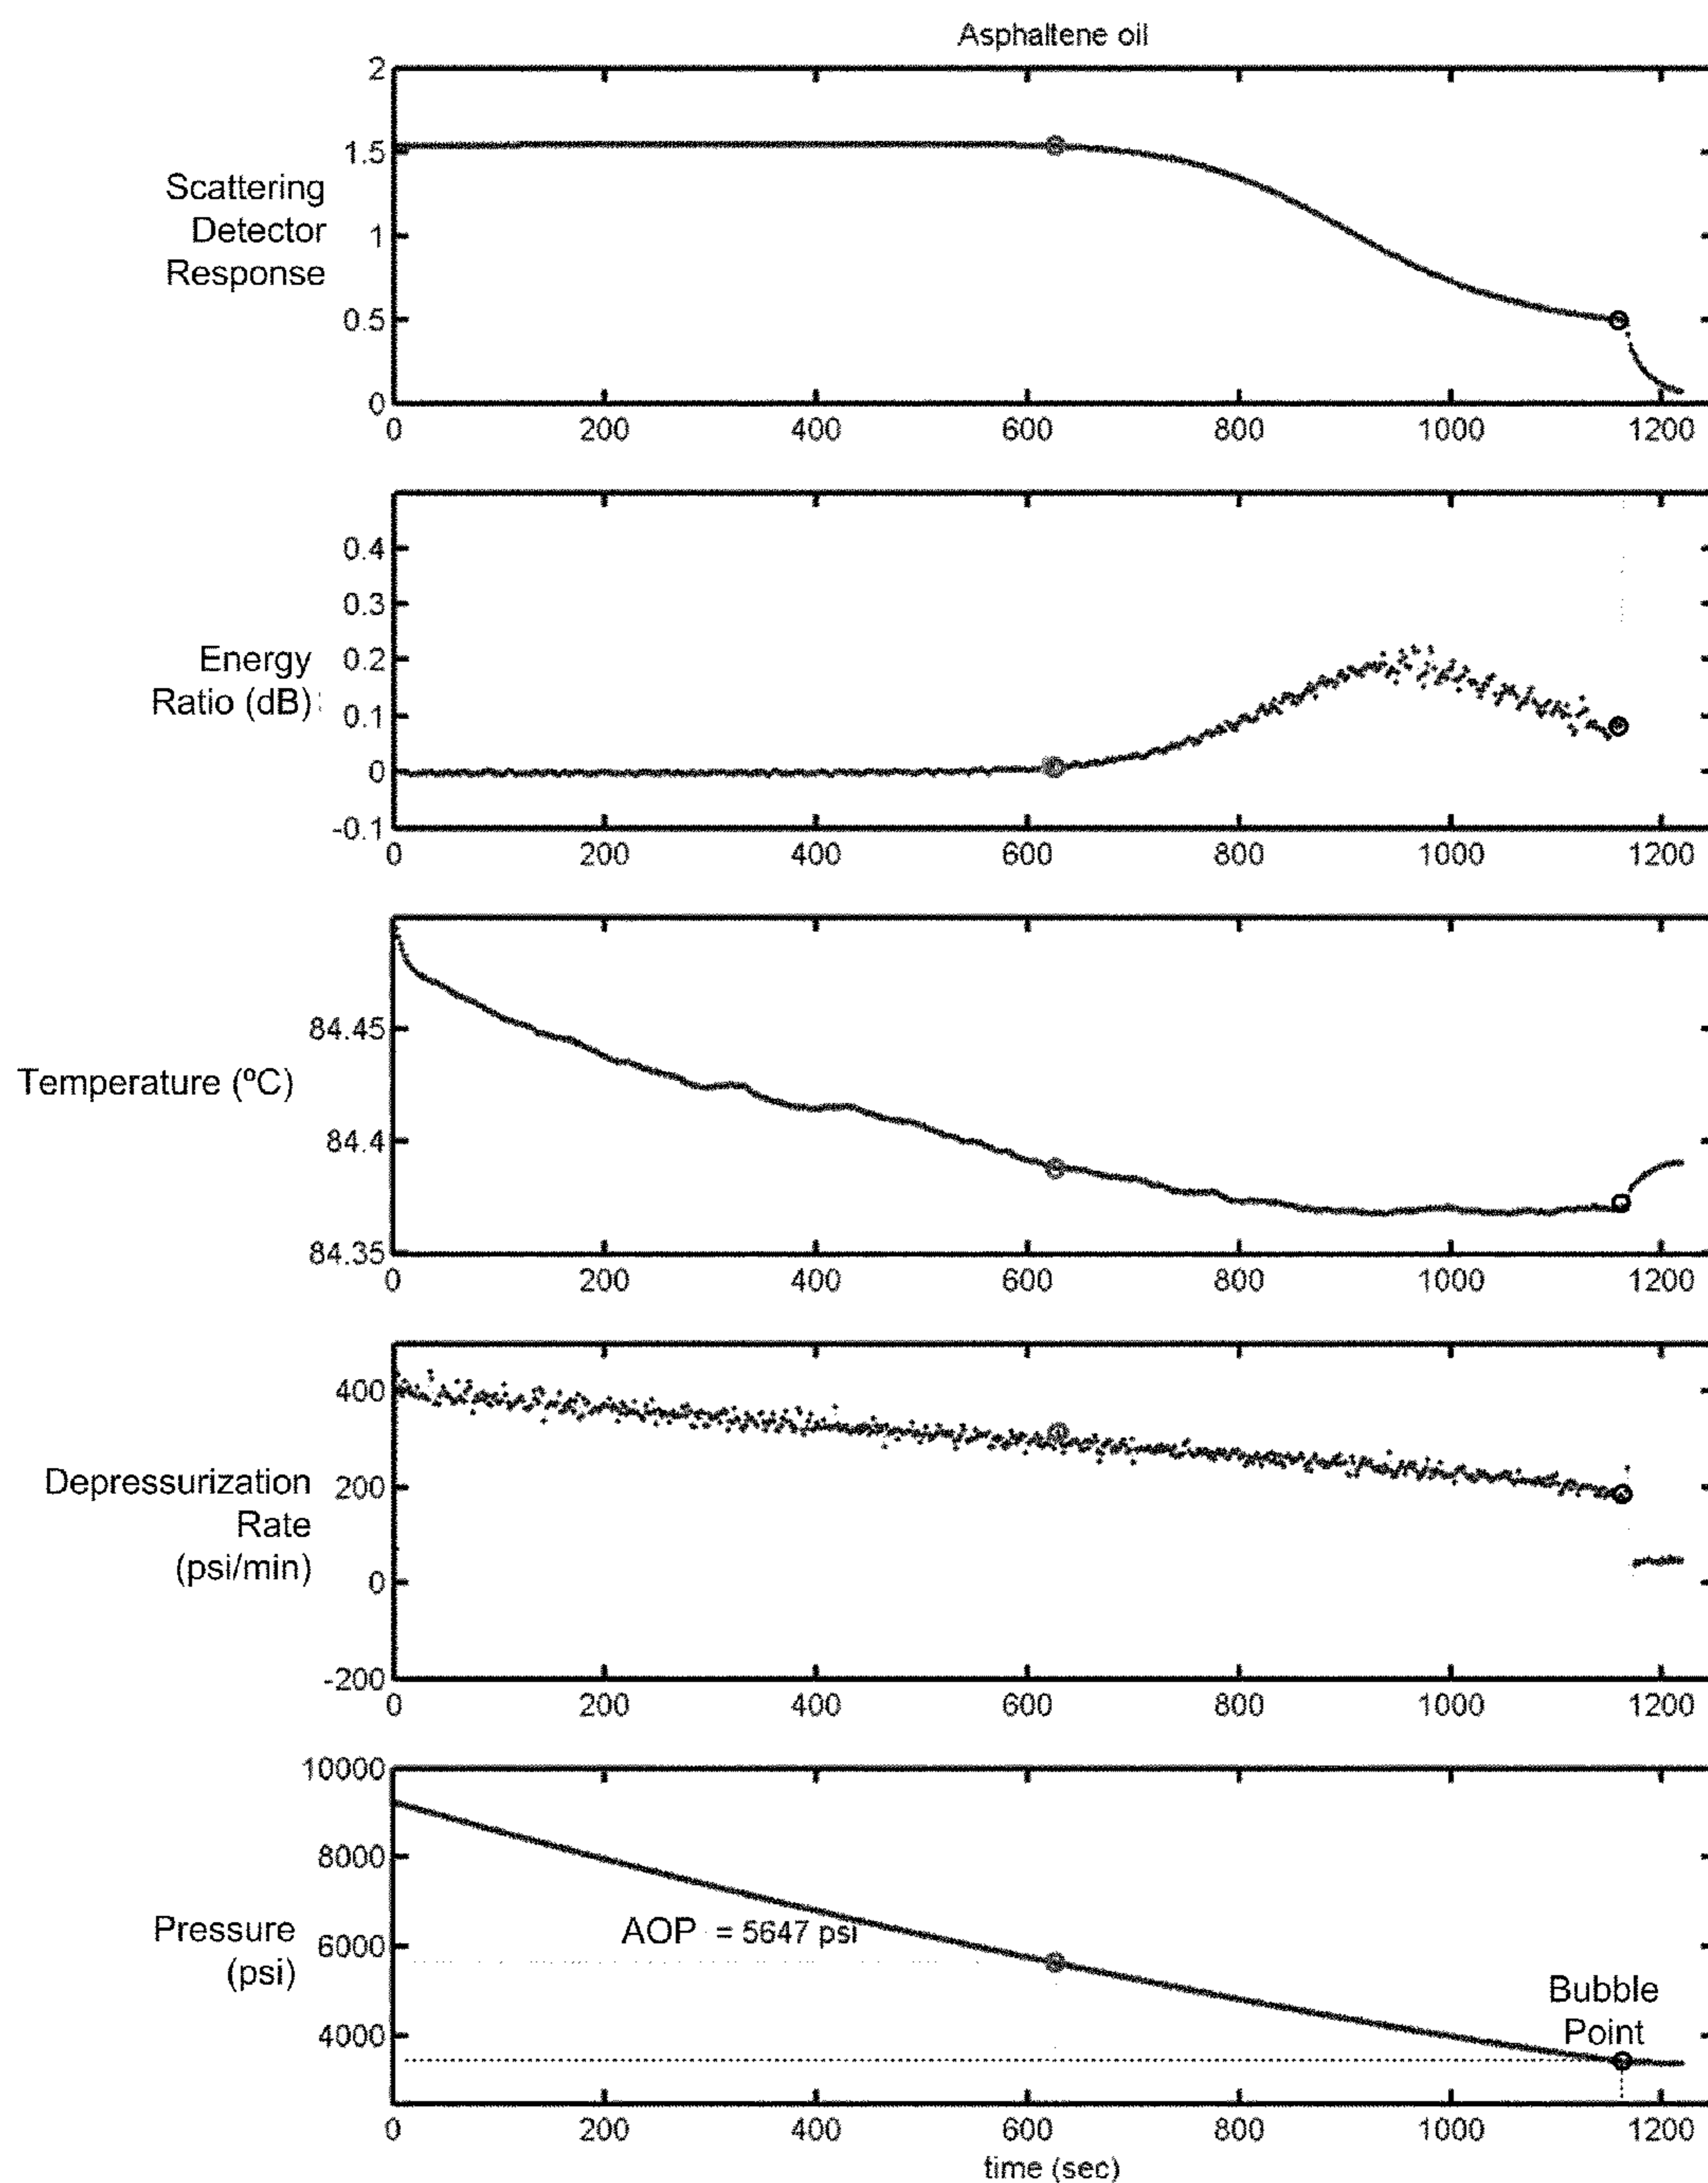 Asphaltene oil
2
1.5
1
0.5
0
Scattering
Detector
Response
0 200 400 600 800 1000 1200
0.4
0.3
0.2
0.1
0
-0.1
Energy
Ratio (dB)
0 200 400 600 800 1000 1200
84.45
84.4
84.35
Temperature (ºC)
0 200 400 600 800 1000 1200
400
200
0
-200
Depressurization
Rate
(psi/min)
0 200 400 600 800 1000 1200
10000
8000
6000
4000
Pressure
(psi)
AOP = 5647 psi
Bubble
Point
0 200 400 600 800 1000 1200
time (sec)